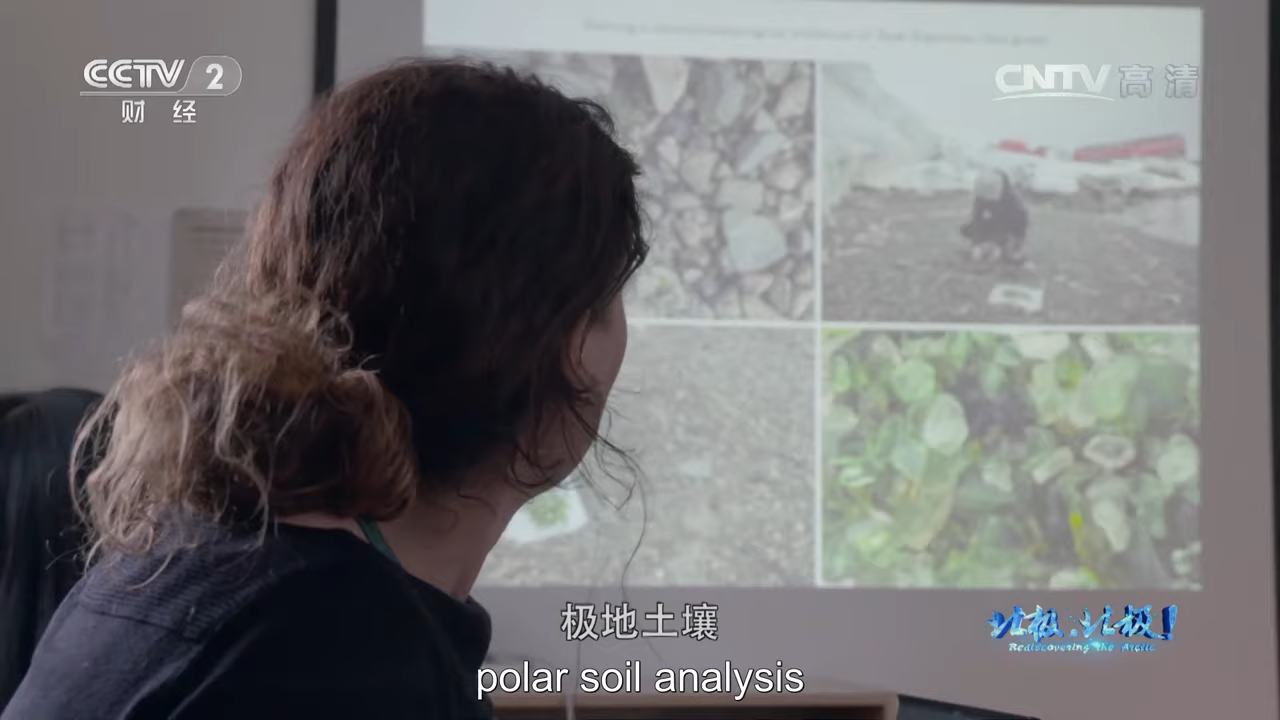 CCTV 2
财 经
CNTV 高清
极地土壤
polar soil analysis
北极,北极!
Rediscovering the Arctic